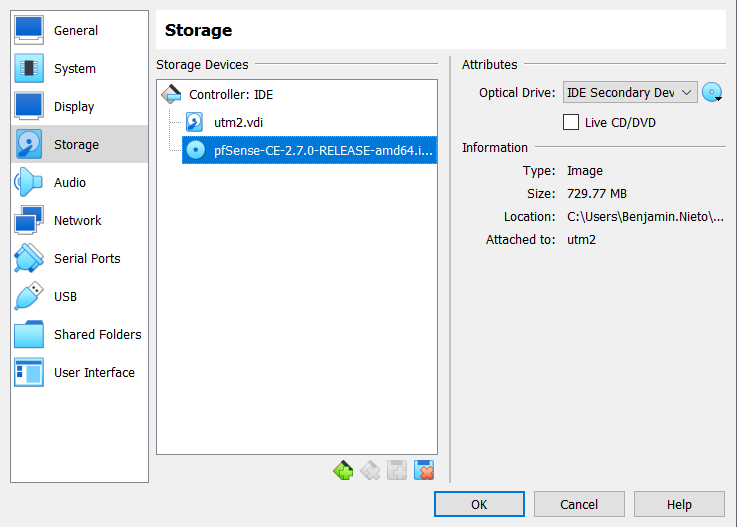 General
System
Display
Storage
Audio
Network
Serial Ports
USB
Shared Folders
User Interface
Storage
Storage Devices
Controller: IDE
utm2.vdi
pfSense-CE-2.7.0-RELEASE-amd64.i...
Attributes
Optical Drive: IDE Secondary Dev
Live CD/DVD
Information
Type: Image
Size: 729.77 MB
Location: C:\Users\Benjamin.Nieto\...
Attached to: utm2
OK Cancel Help